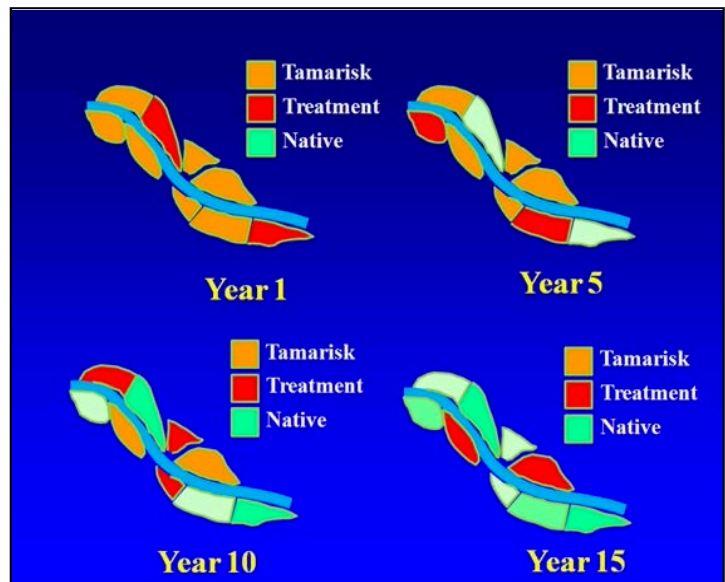 Tamarisk
Treatment
Native
Year 1
Tamarisk
Treatment
Native
Year 5
Tamarisk
Treatment
Native
Year 10
Tamarisk
Treatment
Native
Year 15